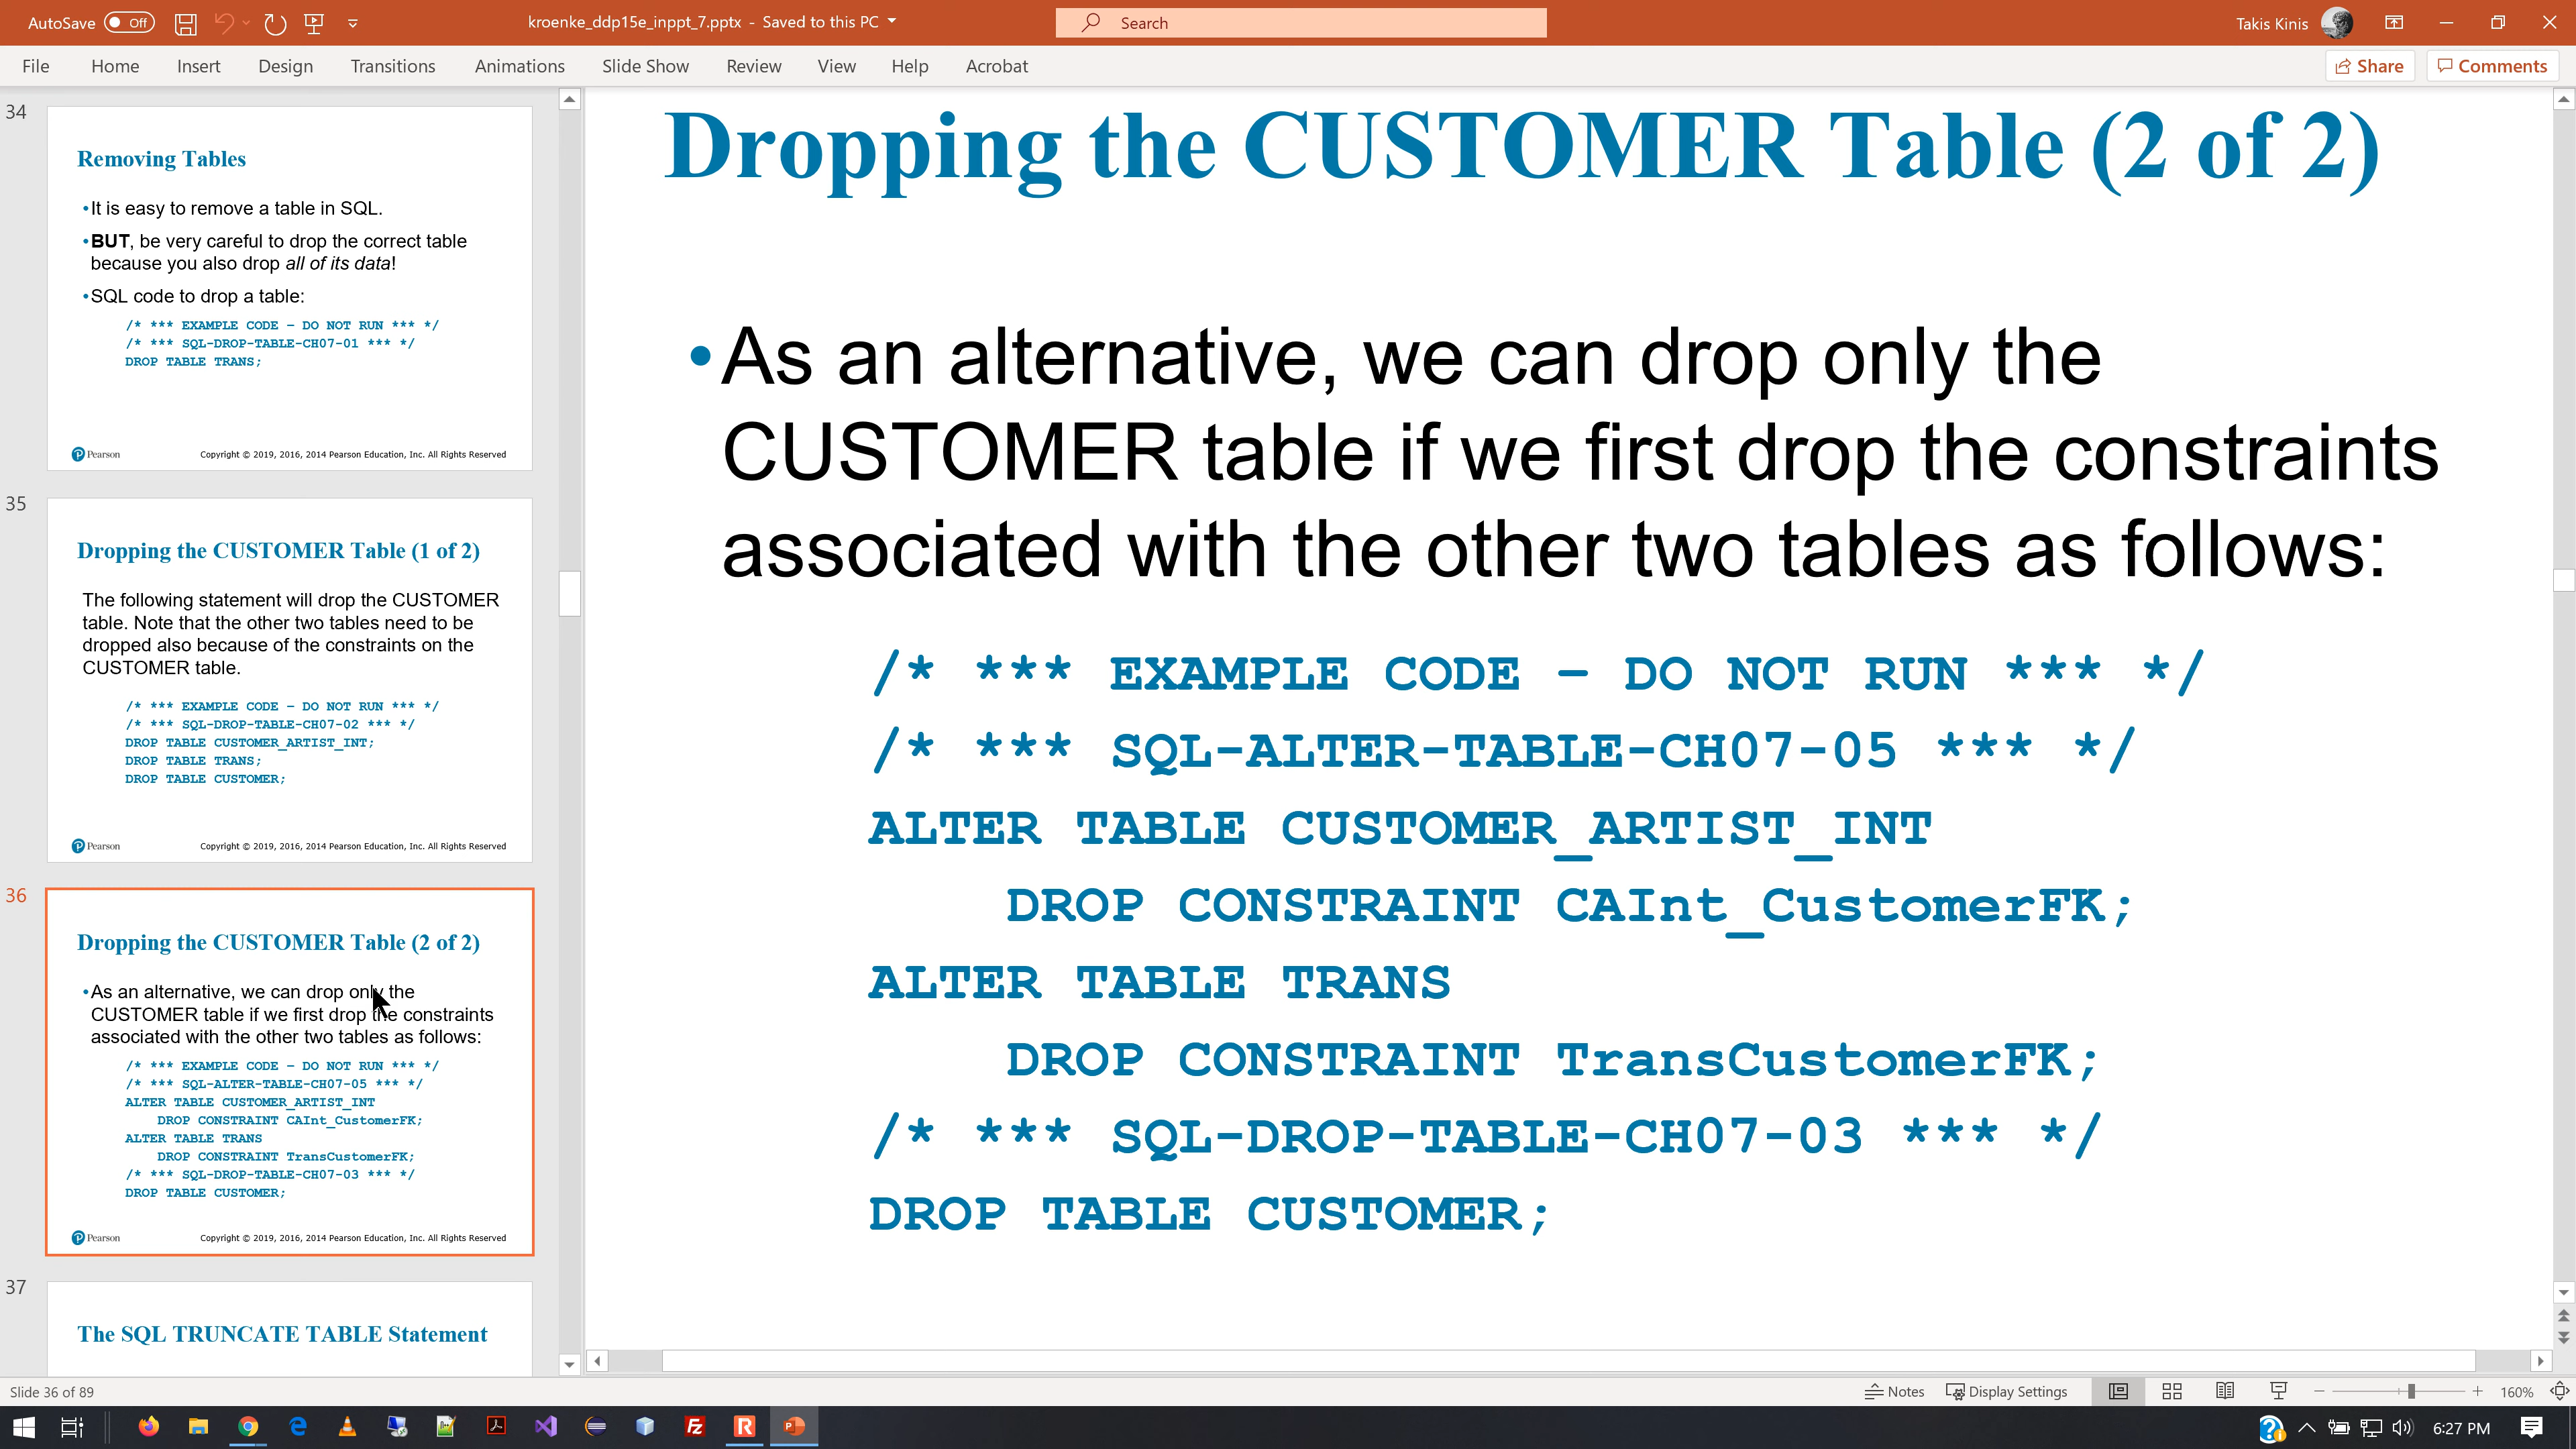 AutoSave Off
kroenke_ddp15e_inppt_7.pptx - Saved to this PC
Search
Takis Kinis
File Home Insert Design Transitions Animations Slide Show Review View Help Acrobat
Share Comments
34
Removing Tables
•It is easy to remove a table in SQL.
•BUT, be very careful to drop the correct table
because you also drop all of its data!
•SQL code to drop a table:
/* *** EXAMPLE CODE – DO NOT RUN *** */
/* *** SQL-DROP-TABLE-CH07-01 *** */
DROP TABLE TRANS;
Pearson Copyright © 2019, 2016, 2014 Pearson Education, Inc. All Rights Reserved
35
Dropping the CUSTOMER Table (1 of 2)
The following statement will drop the CUSTOMER
table. Note that the other two tables need to be
dropped also because of the constraints on the
CUSTOMER table.
/* *** EXAMPLE CODE – DO NOT RUN *** */
/* *** SQL-DROP-TABLE-CH07-02 *** */
DROP TABLE CUSTOMER_ARTIST_INT;
DROP TABLE TRANS;
DROP TABLE CUSTOMER;
Pearson Copyright © 2019, 2016, 2014 Pearson Education, Inc. All Rights Reserved
36
Dropping the CUSTOMER Table (2 of 2)
•As an alternative, we can drop only the
CUSTOMER table if we first drop the constraints
associated with the other two tables as follows:
/* *** EXAMPLE CODE – DO NOT RUN *** */
/* *** SQL-ALTER-TABLE-CH07-05 *** */
ALTER TABLE CUSTOMER_ARTIST_INT
DROP CONSTRAINT CAInt_CustomerFK;
ALTER TABLE TRANS
DROP CONSTRAINT TransCustomerFK;
/* *** SQL-DROP-TABLE-CH07-03 *** */
DROP TABLE CUSTOMER;
Pearson Copyright © 2019, 2016, 2014 Pearson Education, Inc. All Rights Reserved
37
The SQL TRUNCATE TABLE Statement
Dropping the CUSTOMER Table (2 of 2)
•As an alternative, we can drop only the
CUSTOMER table if we first drop the constraints
associated with the other two tables as follows:
/* *** EXAMPLE CODE – DO NOT RUN *** */
/* *** SQL-ALTER-TABLE-CH07-05 *** */
ALTER TABLE CUSTOMER_ARTIST_INT
DROP CONSTRAINT CAInt_CustomerFK;
ALTER TABLE TRANS
DROP CONSTRAINT TransCustomerFK;
/* *** SQL-DROP-TABLE-CH07-03 *** */
DROP TABLE CUSTOMER;
Slide 36 of 89
Notes Display Settings 160%
6:27 PM